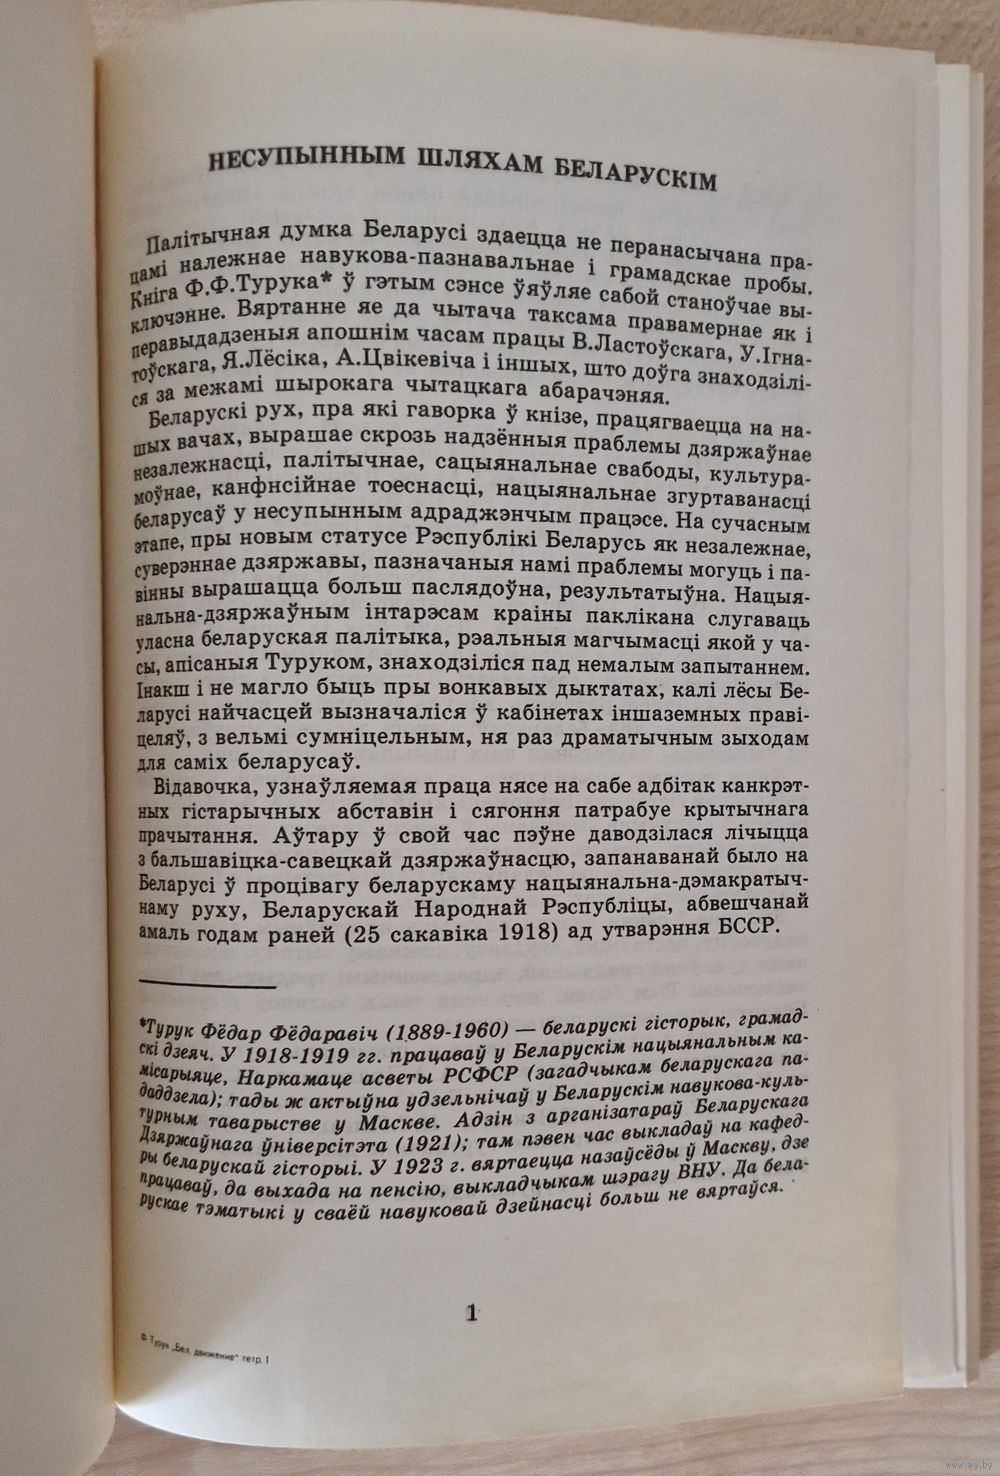 НЕСУПЫННЫМ ШЛЯХАМ БЕЛАРУСКІМ
Палітычная думка Беларусі здаецца не перанасычана пра-
цамі належнае навукова-пазнавальнае і грамадскае пробы.
Кніга Ф.Ф.Турука* ў гэтым сэнсе ўяўляе сабой станоўчае вы-
ключэнне. Вяртанне яе да чытача таксама правамернае як і
перавыдадзеныя апошнім часам працы В.Ластоўскага, У.Ігна-
тоўскага, Я.Лёсіка, А.Цвікевіча і іншых, што доўга знаходзілі-
ся за межамі шырокага чытацкага абарачэняя.
Беларускі рух, пра які гаворка ў кнізе, працягваецца на на-
шых вачах, вырашае скрозь надзённыя праблемы дзяржаўнае
незалежнасці, палітычнае, сацыянальнае свабоды, культура-
моўнае, канфнсійнае тоеснасці, нацыянальнае згуртаванасці
беларусаў у несупынным адраджэнчым працэсе. На сучасным
этапе, пры новым статусе Рэспублікі Беларусь як незалежнае,
суверэннае дзяржавы, пазначаныя намі праблемы могуць і па-
вінны вырашацца больш паслядоўна, результатыўна. Нацыя-
нальна-дзяржаўным інтарэсам краіны паклікана слугаваць
уласна беларуская палітыка, рэальныя магчымасці якой у ча-
сы, апісаныя Туруком, знаходзіліся пад немалым запытаннем.
Інакш і не магло быць пры вонкавых дыктатах, калі лёсы Бе-
ларусі найчасцей вызначаліся ў кабінетах іншаземных праві-
целяў, з вельмі сумніцельным, ня раз драматычным зыходам
для саміх беларусаў.
Відавочка, узнаўляемая праца нясе на сабе адбітак канкрэт-
ных гістарычных абставін і сягоння патрабуе крытычнага
прачытання. Аўтару ў свой час пэўне даводзілася лічыцца
з бальшавіцка-савецкай дзяржаўнасцю, запанаванай было на
Беларусі ў процівагу беларускаму нацыянальна-дэмакратыч-
наму руху, Беларускай Народнай Рэспубліцы, абвешчанай
амаль годам раней (25 сакавіка 1918) ад утварэння БССР.
*Турук Фёдар Фёдаравіч (1889-1960) — беларускі гісторык, грамад-
скі дзеяч. У 1918-1919 гг. працаваў у Беларускім нацыянальным ка-
місарыяце, Наркамаце асветы РСФСР (загадчыкам беларускага па-
даддзела); тады ж актыўна удзельнічаў у Беларускім навукова-куль-
турным таварыстве у Маскве. Адзін з арганізатараў Беларускага
Дзяржаўнага ўніверсітэта (1921); там пэвен час выкладаў на кафед-
ры беларускай гісторыі. У 1923 г. вяртаецца назаўсёды ў Маскву, дзе
працаваў, да выхада на пенсію, выкладчыкам шэрагу ВНУ. Да бела-
рускае тэматыкі у сваёй навуковай дзейнасці больш не вяртаўся.
1
Ф. Турук „Бел. движение" тетр. 1
www.ay.by